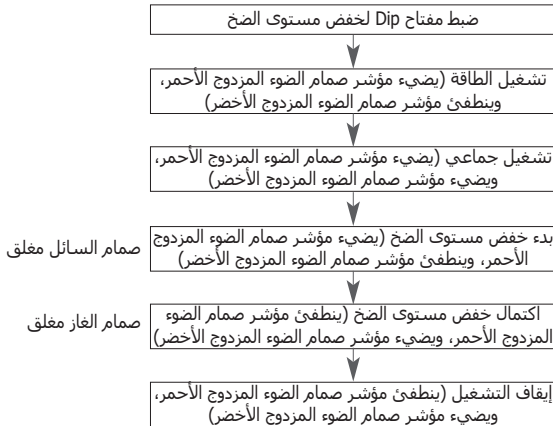 ضبط مفتاح Dip لخفض مستوى الضخ
تشغيل الطاقة (يضيء مؤشر صمام الضوء المزدوج الأحمر،
وينطفئ مؤشر صمام الضوء المزدوج الأخضر)
تشغيل جماعي (يضيء مؤشر صمام الضوء المزدوج الأحمر،
ويضيء مؤشر صمام الضوء المزدوج الأخضر)
بدء خفض مستوى الضخ (يضيء مؤشر صمام الضوء المزدوج
الأحمر، وينطفئ مؤشر صمام الضوء المزدوج الأخضر)
صمام السائل مغلق
اكتمال خفض مستوى الضخ (ينطفئ مؤشر صمام الضوء
المزدوج الأحمر، ويضيء مؤشر صمام الضوء المزدوج الأخضر)
صمام الغاز مغلق
إيقاف التشغيل (ينطفئ مؤشر صمام الضوء المزدوج الأحمر،
ويضيء مؤشر صمام الضوء المزدوج الأخضر)